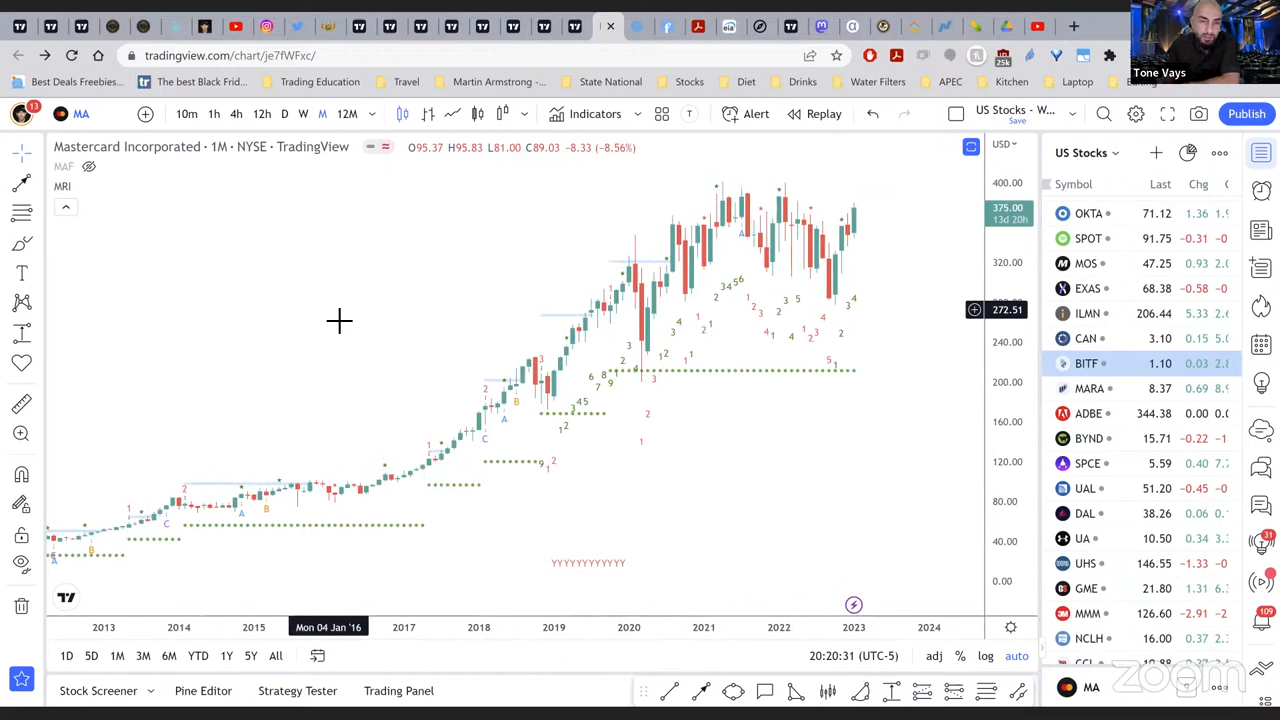 tradingview.com/chart/je7fWFxc/
25k
Tone Vays
Best Deals Freebies...
The best Black Frid...
Trading Education
Travel
Martin Armstrong -...
State National
Stocks
Diet
Drinks
Water Filters
APEC
Kitchen
Laptop
13
MA
10m
1h
4h
12h
D
W
M
12M
Indicators
Alert
Replay
US Stocks - W...
Save
Publish
Mastercard Incorporated · 1M · NYSE · TradingView
O95.37 H95.83 L81.00 C89.03 -8.33 (-8.56%)
MAF
MRI
USD
400.00
375.00
13d 20h
320.00
272.51
240.00
200.00
160.00
120.00
80.00
40.00
0.00
YYYYYYYYYYYY
2013
2014
2015
Mon 04 Jan '16
2017
2018
2019
2020
2021
2022
2023
2024
1D
5D
1M
3M
6M
YTD
1Y
5Y
All
20:20:31 (UTC-5)
adj
%
log
auto
Stock Screener
Pine Editor
Strategy Tester
Trading Panel
US Stocks
Symbol Last Chg
OKTA 71.12 1.36
SPOT 91.75 -0.31
MOS 47.25 0.93
EXAS 68.38 -0.58
ILMN 206.44 5.33
CAN 3.10 0.15
BITF 1.10 0.03
MARA 8.37 0.69
ADBE 344.38 0.00
BYND 15.71 -0.22
SPCE 5.59 0.40
UAL 51.20 -0.45
DAL 38.26 0.06
UA 10.50 0.34
UHS 146.55 -1.33
GME 21.80 0.37
MMM 126.60 -2.91
NCLH 16.00 0.37
MA
31
109
zoom